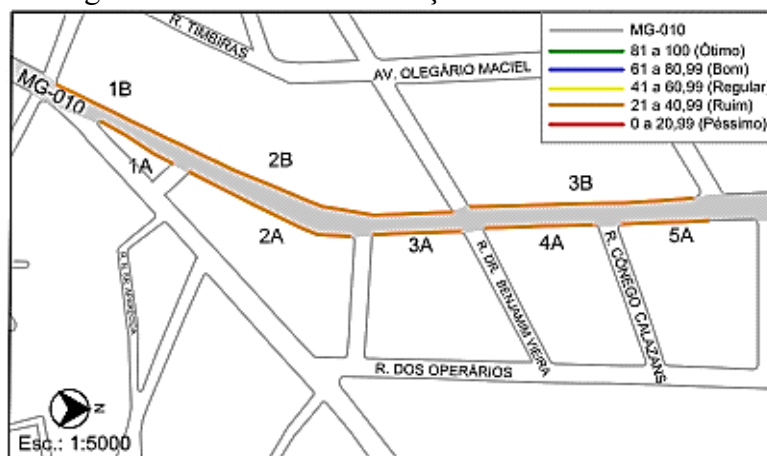 R. TIMBIRAS
MG-010
81 a 100 (Ótimo)
61 a 80,99 (Bom)
41 a 60,99 (Regular)
21 a 40,99 (Ruim)
0 a 20,99 (Péssimo)
AV. OLEGÁRIO MACIEL
MG-010
1B
2B
3B
1A
2A
3A
4A
5A
R. DR. BENJAMIM VIEIRA
R. CÔNEGO CALAZANS
R. DOS OPERÁRIOS
N
Esc.: 1:5000